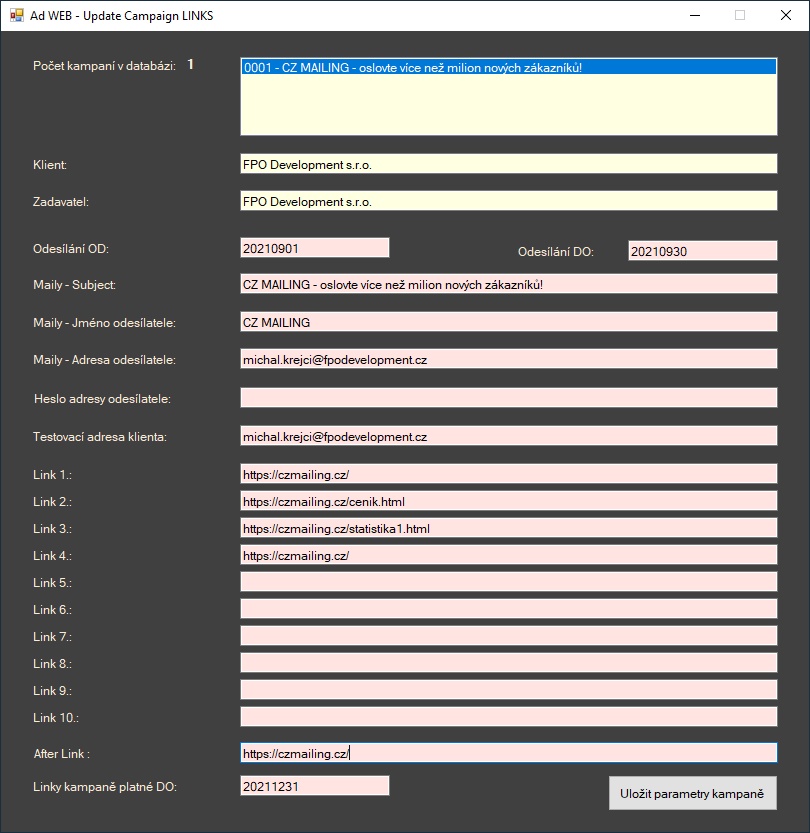 Ad WEB - Update Campaign LINKS
Počet kampaní v databázi: 1
0001 - CZ MAILING - oslovte více než milion nových zákazníků!
Klient: FPO Development s.r.o.
Zadavatel: FPO Development s.r.o.
Odesílání OD: 20210901 Odesílání DO: 20210930
Maily - Subject: CZ MAILING - oslovte více než milion nových zákazníků!
Maily - Jméno odesílatele: CZ MAILING
Maily - Adresa odesílatele: michal.krejci@fpodevelopment.cz
Heslo adresy odesílatele:
Testovací adresa klienta: michal.krejci@fpodevelopment.cz
Link 1.: https://czmailing.cz/
Link 2.: https://czmailing.cz/cenik.html
Link 3.: https://czmailing.cz/statistika1.html
Link 4.: https://czmailing.cz/
Link 5.:
Link 6.:
Link 7.:
Link 8.:
Link 9.:
Link 10.:
After Link : https://czmailing.cz/
Linky kampaně platné DO: 20211231
Uložit parametry kampaně